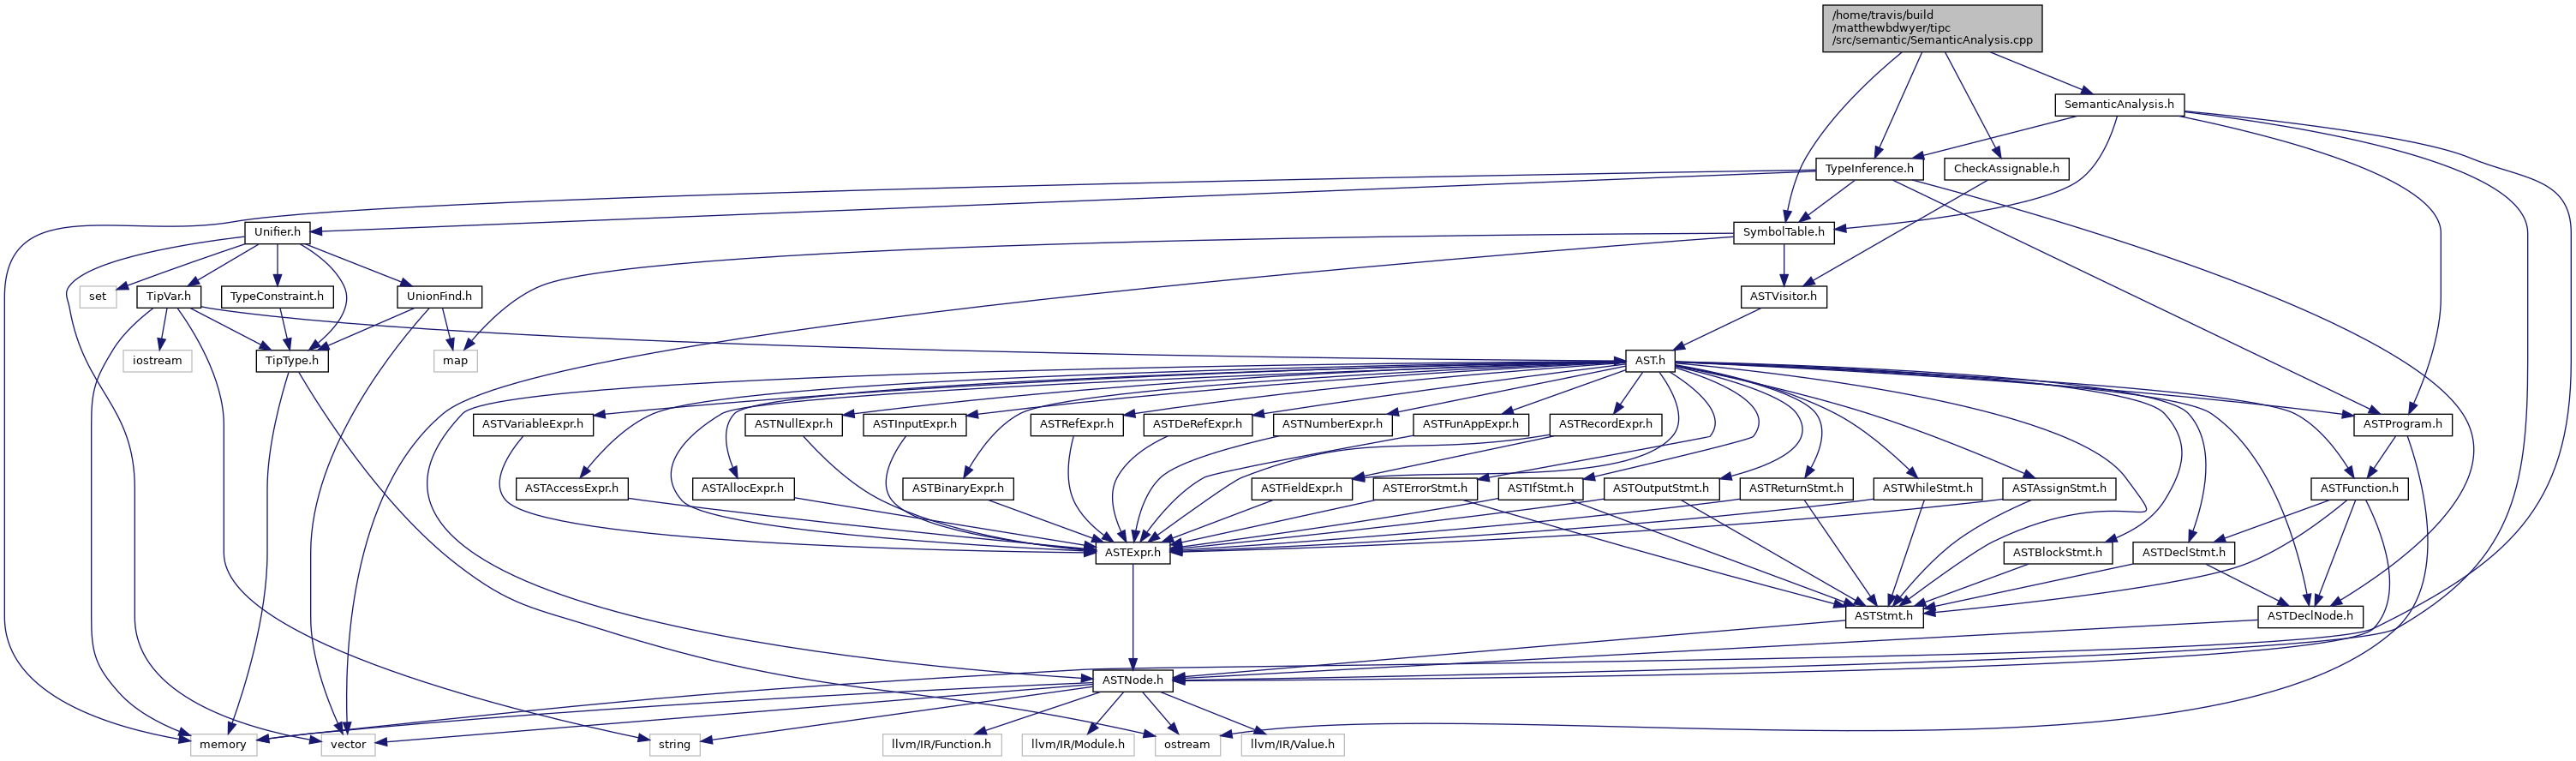 /home/travis/build
/matthewbdwyer/tipc
/src/semantic/SemanticAnalysis.cpp
SemanticAnalysis.h
TypeInference.h
CheckAssignable.h
Unifier.h
SymbolTable.h
set
TipVar.h
TypeConstraint.h
UnionFind.h
ASTVisitor.h
iostream
TipType.h
map
AST.h
ASTVariableExpr.h
ASTNullExpr.h
ASTInputExpr.h
ASTRefExpr.h
ASTDeRefExpr.h
ASTNumberExpr.h
ASTFunAppExpr.h
ASTRecordExpr.h
ASTProgram.h
ASTAccessExpr.h
ASTAllocExpr.h
ASTBinaryExpr.h
ASTFieldExpr.h
ASTErrorStmt.h
ASTIfStmt.h
ASTOutputStmt.h
ASTReturnStmt.h
ASTWhileStmt.h
ASTAssignStmt.h
ASTFunction.h
ASTExpr.h
ASTBlockStmt.h
ASTDeclStmt.h
ASTStmt.h
ASTDeclNode.h
ASTNode.h
memory
vector
string
llvm/IR/Function.h
llvm/IR/Module.h
ostream
llvm/IR/Value.h